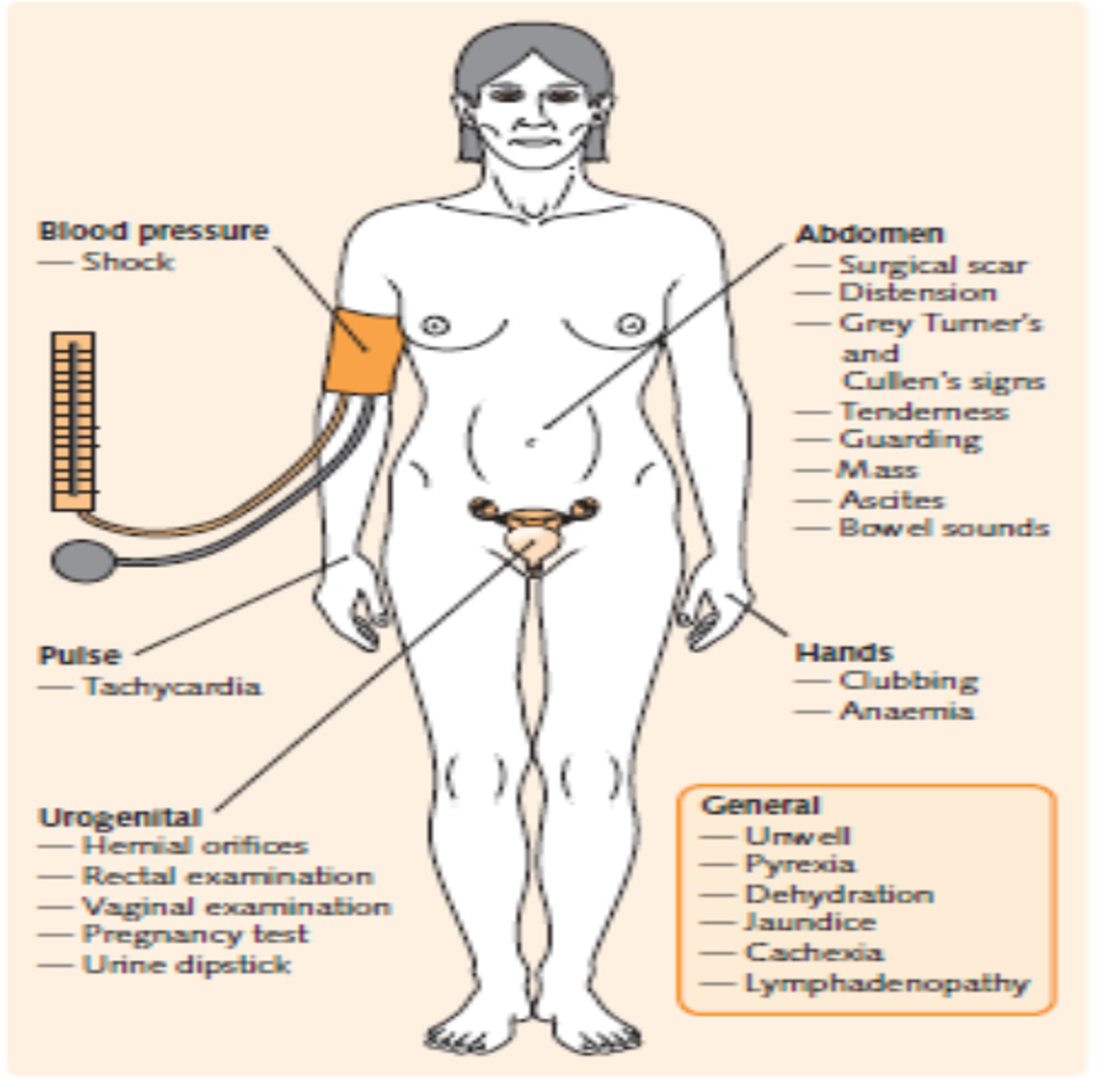 Blood pressure
— Shock
Pulse
— Tachycardia
Urogenital
— Hernial orifices
— Rectal examination
— Vaginal examination
— Pregnancy test
— Urine dipstick
Abdomen
— Surgical scar
— Distension
— Grey Turner's
and
Cullen's signs
— Tenderness
— Guarding
— Mass
— Ascites
— Bowel sounds
Hands
— Clubbing
— Anaemia
General
— Unwell
— Pyrexia
— Dehydration
— Jaundice
— Cachexia
— Lymphadenopathy